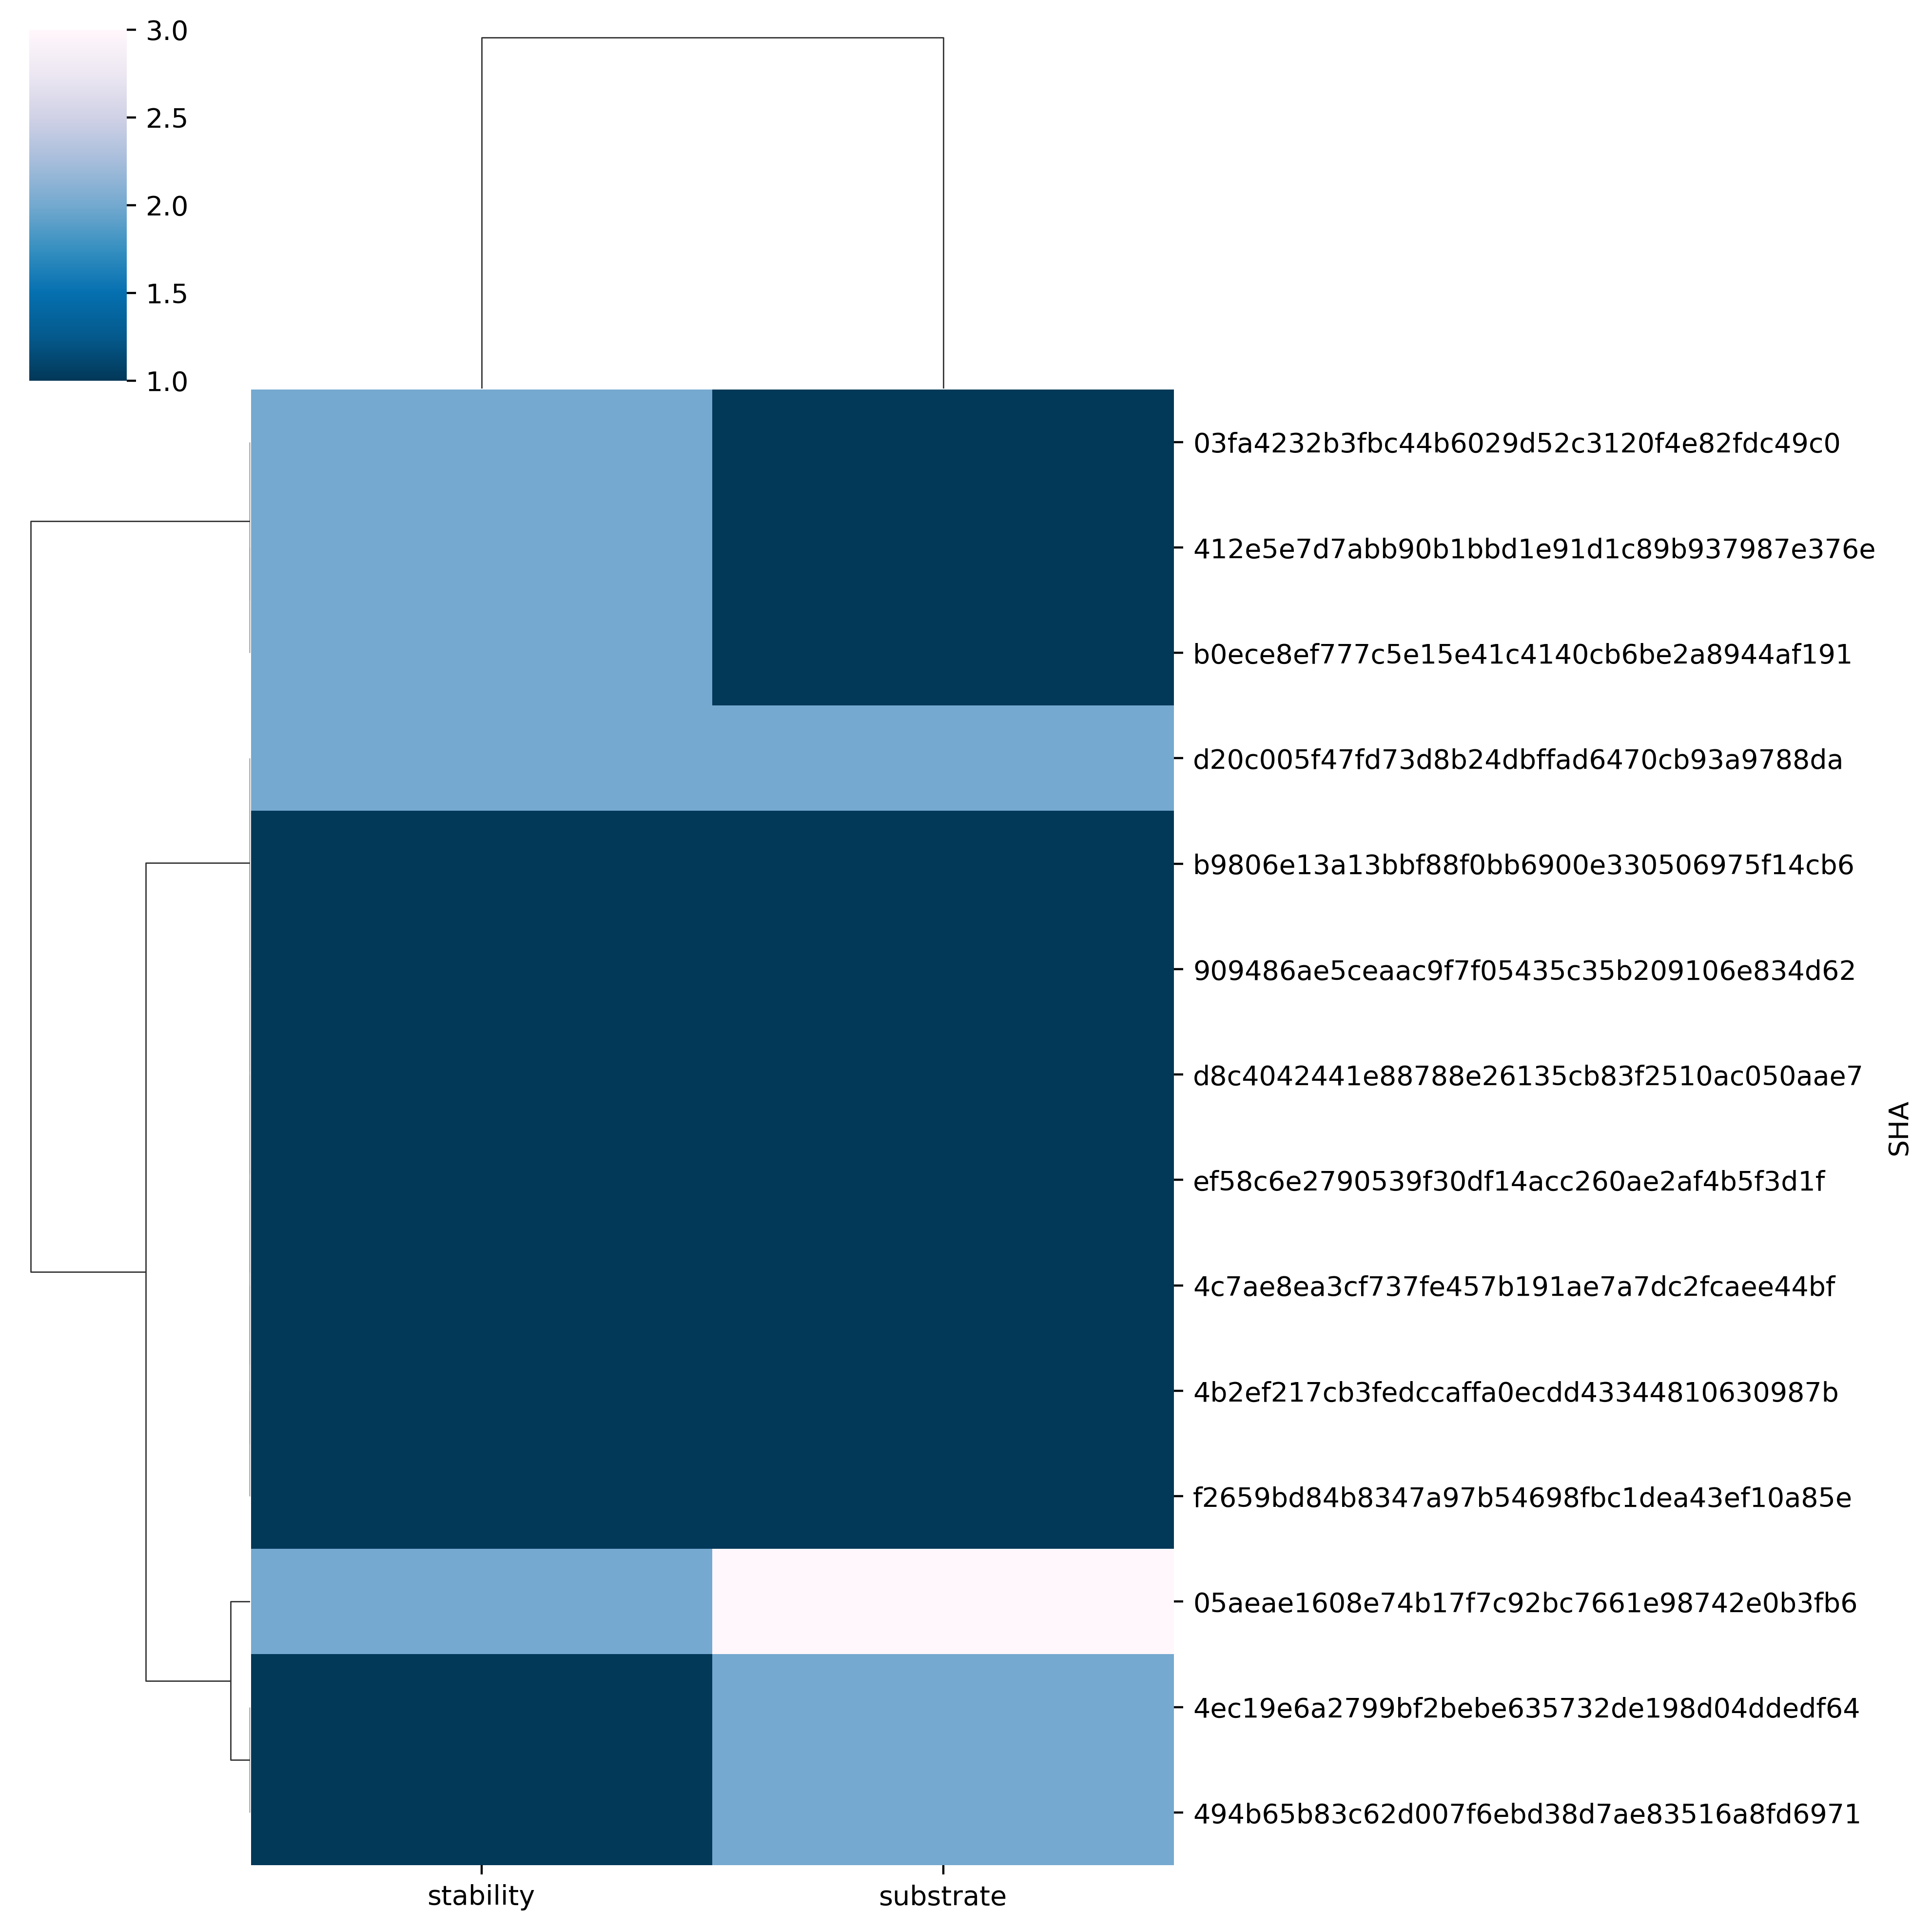 3.0
2.5
2.0
1.5
1.0
03fa4232b3fbc44b6029d52c3120f4e82fdc49c0
412e5e7d7abb90b1bbd1e91d1c89b937987e376e
b0ece8ef777c5e15e41c4140cb6be2a8944af191
d20c005f47fd73d8b24dbffad6470cb93a9788da
b9806e13a13bbf88f0bb6900e330506975f14cb6
909486ae5ceaac9f7f05435c35b209106e834d62
d8c4042441e88788e26135cb83f2510ac050aae7
ef58c6e2790539f30df14acc260ae2af4b5f3d1f
4c7ae8ea3cf737fe457b191ae7a7dc2fcaee44bf
4b2ef217cb3fedccaffa0ecdd43344810630987b
f2659bd84b8347a97b54698fbc1dea43ef10a85e
05aeae1608e74b17f7c92bc7661e98742e0b3fb6
4ec19e6a2799bf2bebe635732de198d04ddedf64
494b65b83c62d007f6ebd38d7ae83516a8fd6971
SHA
stability substrate